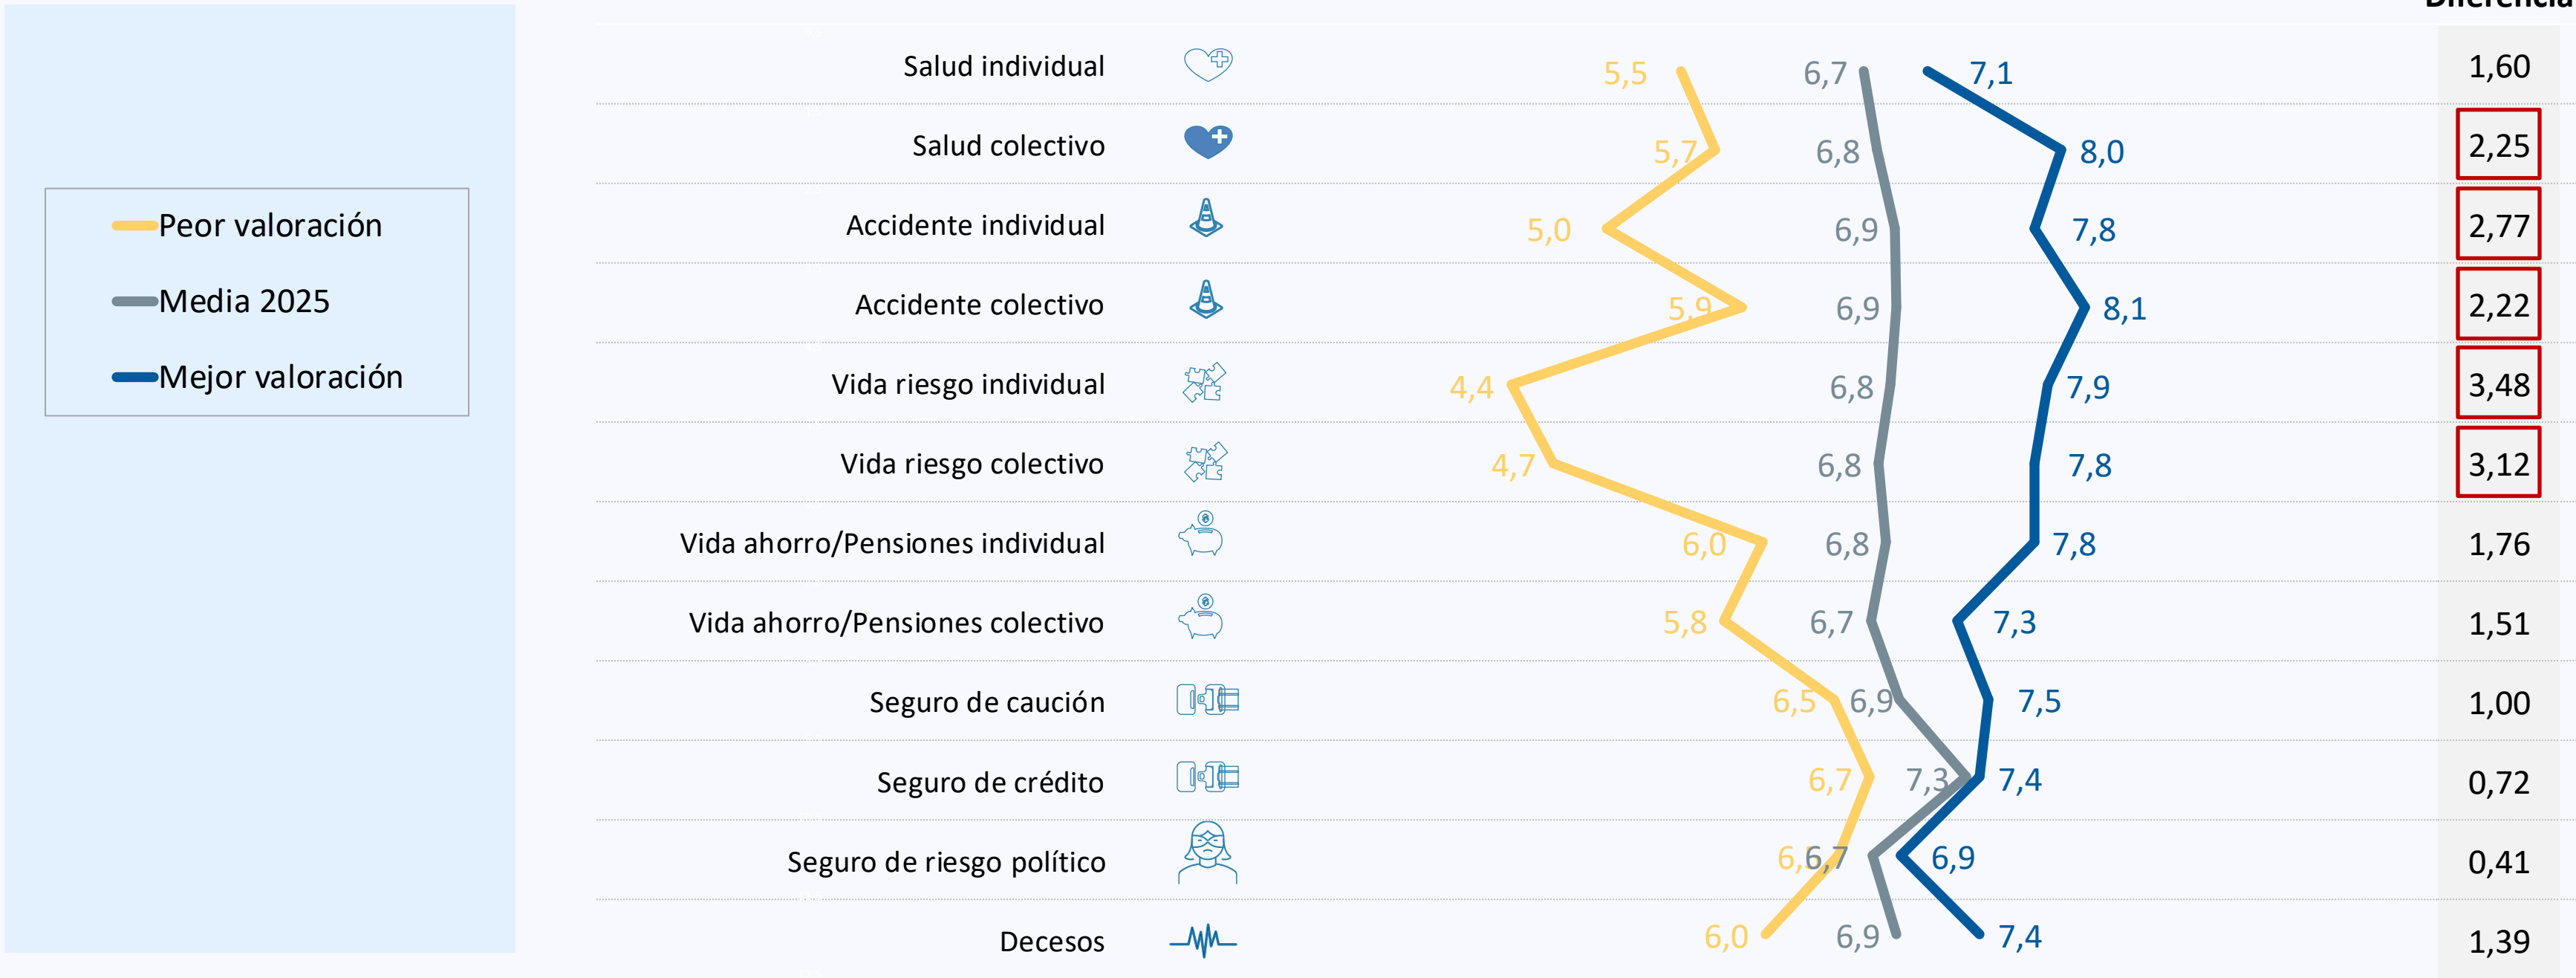 Diferencia
Peor valoración
Media 2025
Mejor valoración
Salud individual 5,5 6,7 7,1 1,60
Salud colectivo 5,7 6,8 8,0 2,25
Accidente individual 5,0 6,9 7,8 2,77
Accidente colectivo 5,9 6,9 8,1 2,22
Vida riesgo individual 4,4 6,8 7,9 3,48
Vida riesgo colectivo 4,7 6,8 7,8 3,12
Vida ahorro/Pensiones individual 6,0 6,8 7,8 1,76
Vida ahorro/Pensiones colectivo 5,8 6,7 7,3 1,51
Seguro de caución 6,5 6,9 7,5 1,00
Seguro de crédito 6,7 7,3 7,4 0,72
Seguro de riesgo político 6,7 6,9 0,41
Decesos 6,0 6,9 7,4 1,39